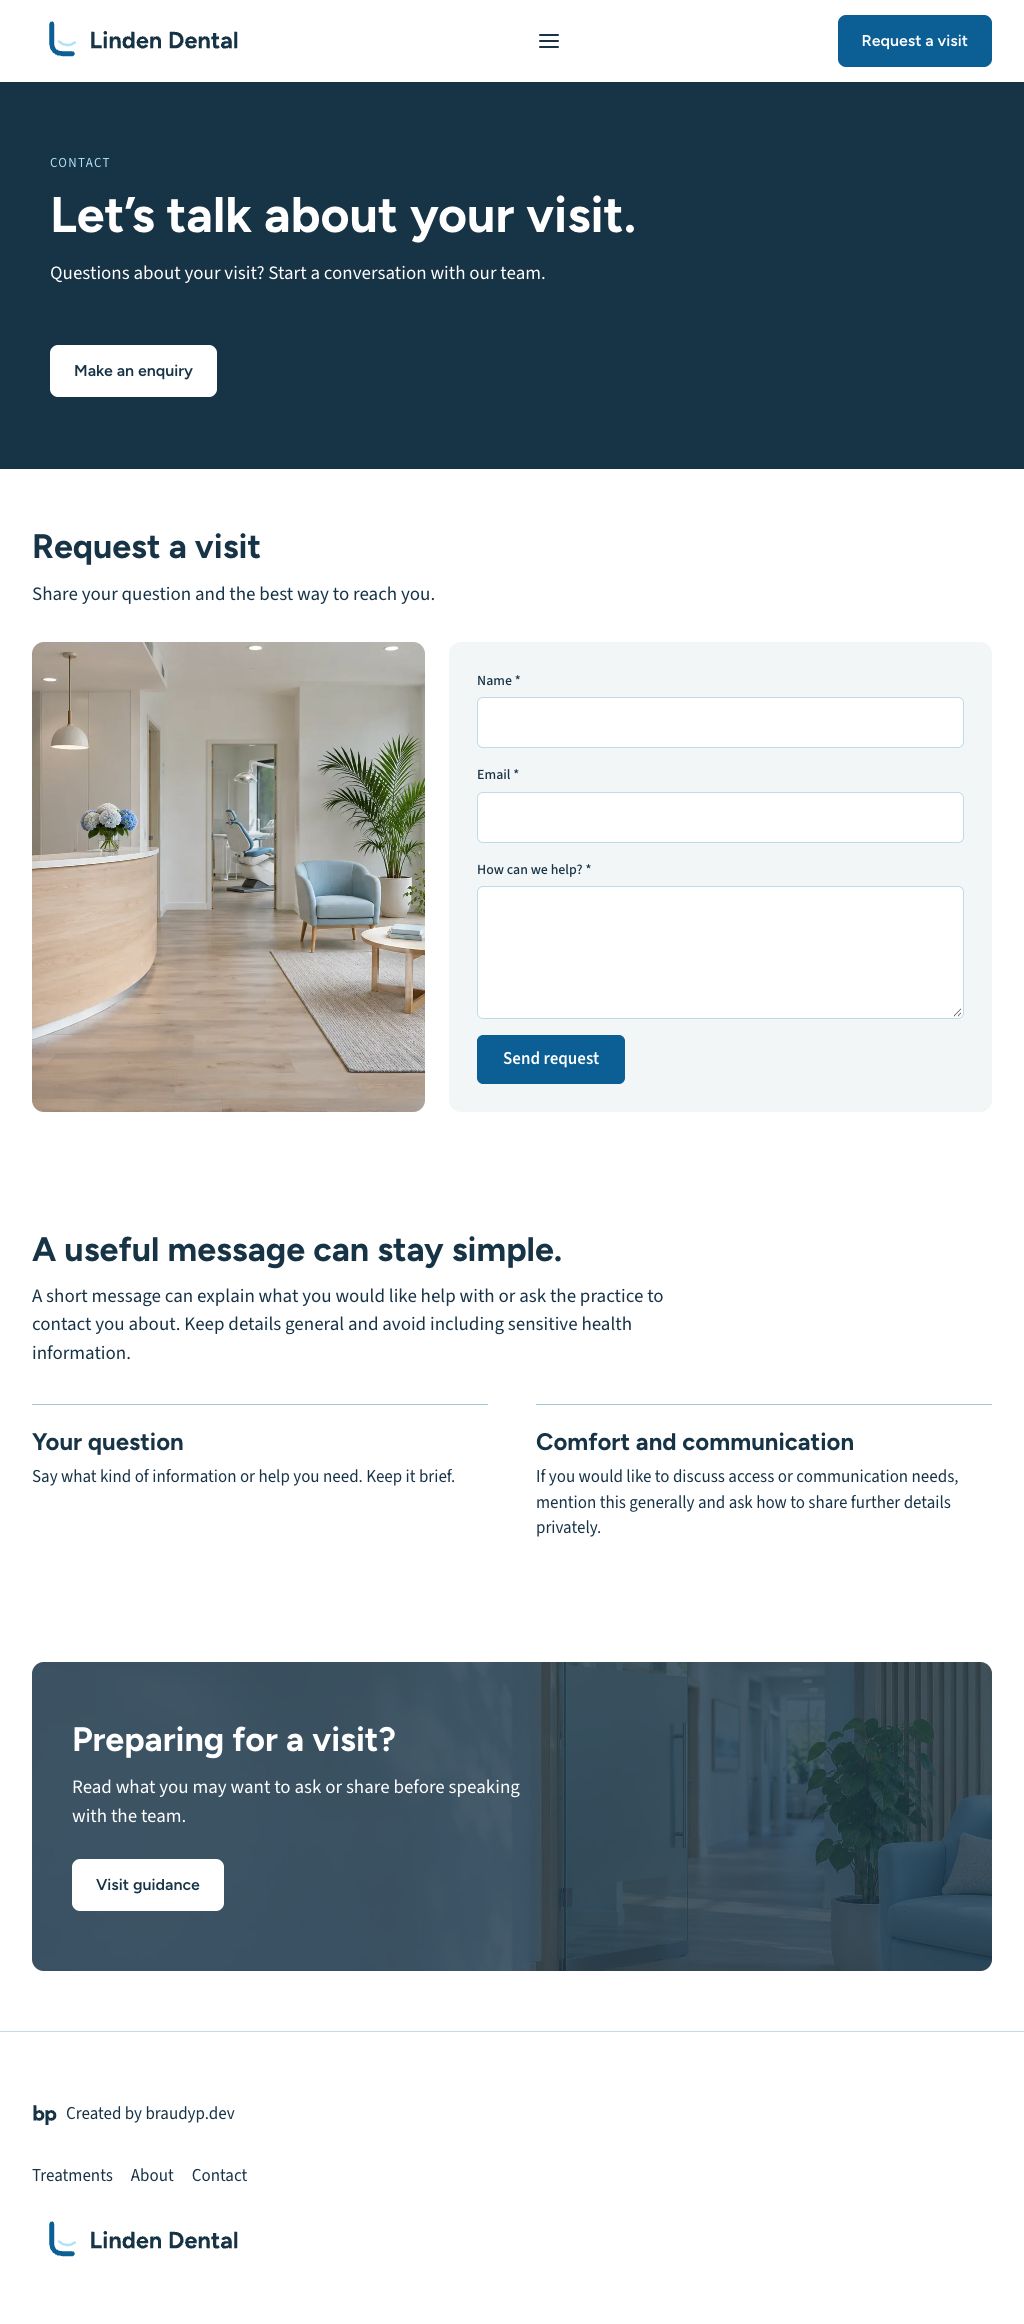 Linden Dental
Request a visit
CONTACT
Let’s talk about your visit.
Questions about your visit? Start a conversation with our team.
Make an enquiry
Request a visit
Share your question and the best way to reach you.
Name *
Email *
How can we help? *
Send request
A useful message can stay simple.
A short message can explain what you would like help with or ask the practice to
contact you about. Keep details general and avoid including sensitive health
information.
Your question
Say what kind of information or help you need. Keep it brief.
Comfort and communication
If you would like to discuss access or communication needs,
mention this generally and ask how to share further details
privately.
Preparing for a visit?
Read what you may want to ask or share before speaking
with the team.
Visit guidance
bp Created by braudyp.dev
Treatments About Contact
Linden Dental